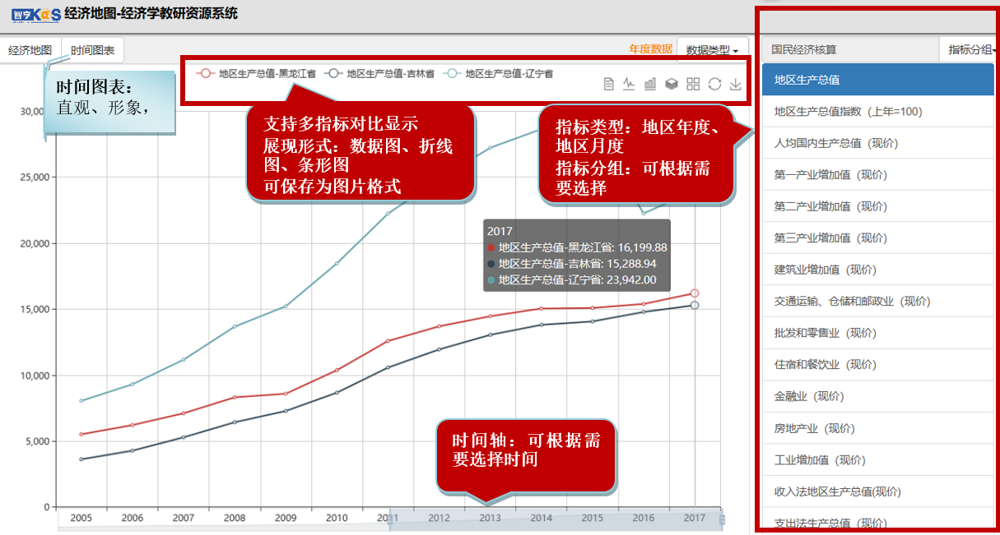 智亨KQS 经济地图-经济学教研资源系统
经济地图
时间图表
年度数据
数据类型
国民经济核算
指标分组
时间图表：
直观、形象，
地区生产总值-黑龙江省
地区生产总值-吉林省
地区生产总值-辽宁省
支持多指标对比显示
展现形式：数据图、折线
图、条形图
可保存为图片格式
指标类型：地区年度、
地区月度
指标分组：可根据需
要选择
30,00
25,000
20,000
15,000
10,000
5,000
0
2017
地区生产总值-黑龙江省: 16,199.88
地区生产总值-吉林省: 15,288.94
地区生产总值-辽宁省: 23,942.00
时间轴：可根据需
要选择时间
2005
2006
2007
2008
2009
2010
2011
2012
2013
2014
2015
2016
2017
地区生产总值
地区生产总值指数（上年=100）
人均国内生产总值（现价）
第一产业增加值（现价）
第二产业增加值（现价）
第三产业增加值（现价）
建筑业增加值（现价）
交通运输、仓储和邮政业（现价）
批发和零售业（现价）
住宿和餐饮业（现价）
金融业（现价）
房地产业（现价）
工业增加值（现价）
收入法地区生产总值(现价)
支出法生产总值（现价）